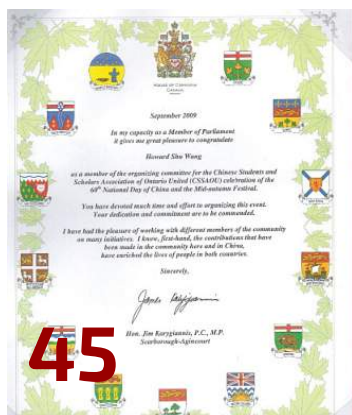 HOUSE OF COMMONS
CANADA
September 2009
In my capacity as a Member of Parliament
it gives me great pleasure to congratulate
Howard Shu Wang
as a member of the organizing committee for the Chinese Students and
Scholars Association of Ontario United (CSSAOU) celebration of the
60th National Day of China and the Mid-autumn Festival.
You have devoted much time and effort to organizing this event.
Your dedication and commitment are to be commended.
I have had the pleasure of working with different members of the community
on many initiatives. I know, first-hand, the contributions that have
been made in the community here and in China,
have enriched the lives of people in both countries.
Sincerely,
Hon. Jim Karygiannis, P.C., M.P.
Scarborough-Agincourt
45